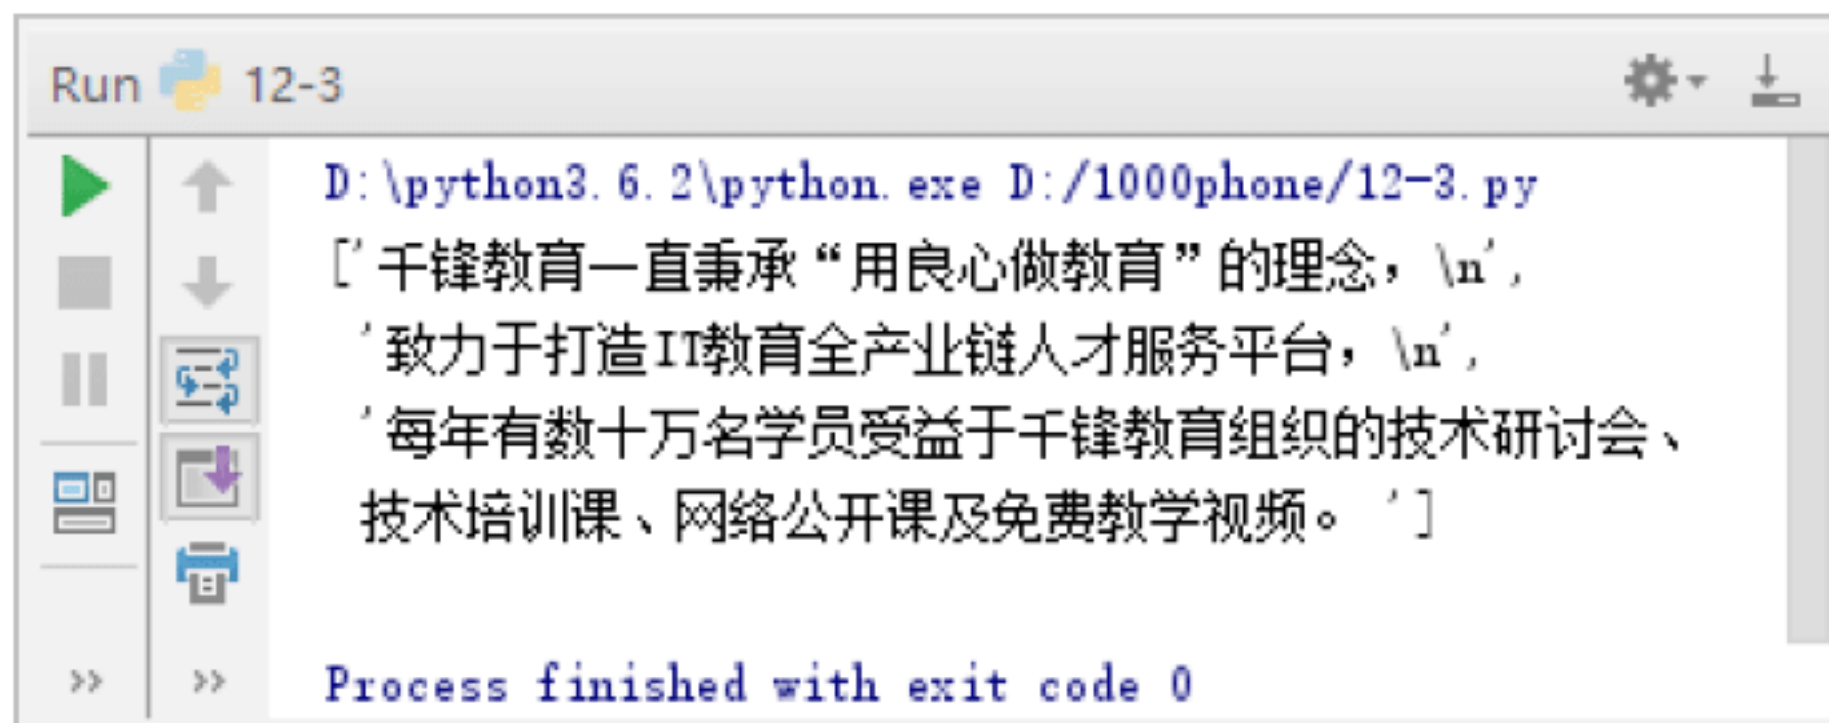 Run 12-3
D:\python3.6.2\python.exe D:/1000phone/12-3.py
['千锋教育一直秉承“用良心做教育”的理念，\n',
'致力于打造IT教育全产业链人才服务平台，\n',
'每年有数十万名学员受益于千锋教育组织的技术研讨会、
技术培训课、网络公开课及免费教学视频。']
Process finished with exit code 0